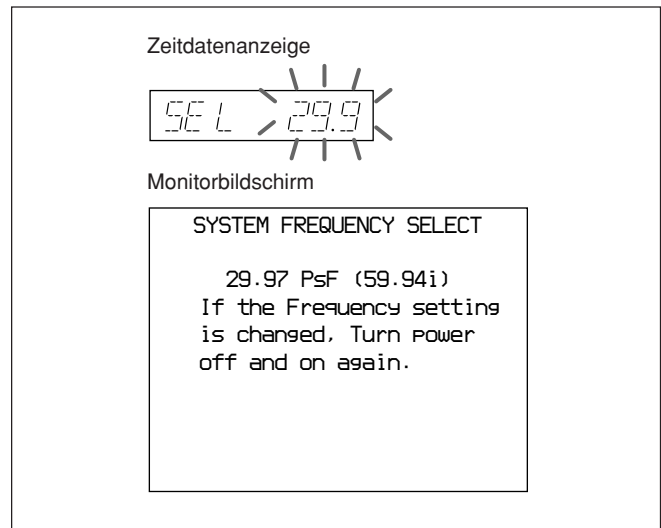 Zeitdatenanzeige
SEL 29.9
Monitorbildschirm
SYSTEM FREQUENCY SELECT
29.97 PsF (59.94i)
If the Frequency setting
is changed, Turn power
off and on again.